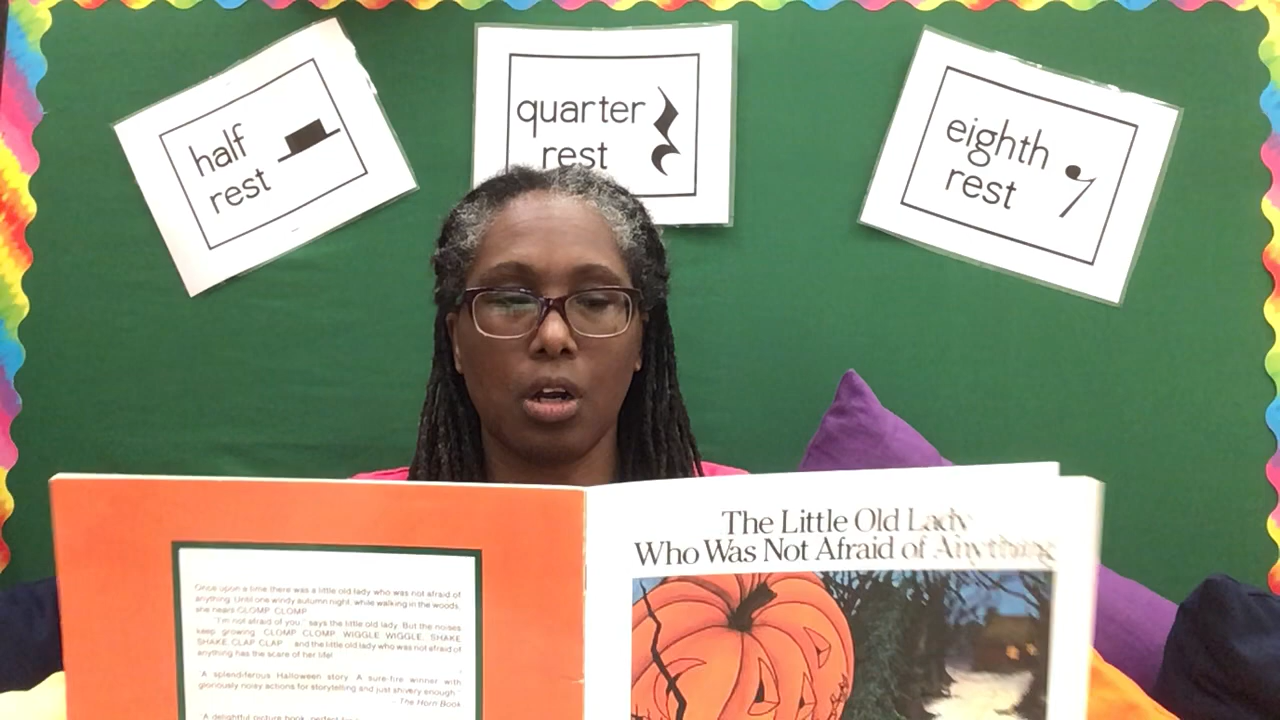 half
rest
quarter
rest
eighth
rest
Once upon a time there was a little old lady who was not afraid of
anything. Until one windy autumn night, while walking in the woods,
she hears CLOMP CLOMP
"I'm not afraid of you," says the little old lady. But the noises
keep growing CLOMP CLOMP, WIGGLE WIGGLE, SHAKE
SHAKE, CLAP CLAP and the little old lady who was not afraid of
anything has the scare of her life!
"A splendiferous Halloween story. A sure-fire winner with
gloriously noisy actions for storytelling and just shivery enough."
- The Horn Book
"A delightful picture book, perfect
The Little Old Lady
Who Was Not Afraid of Anything